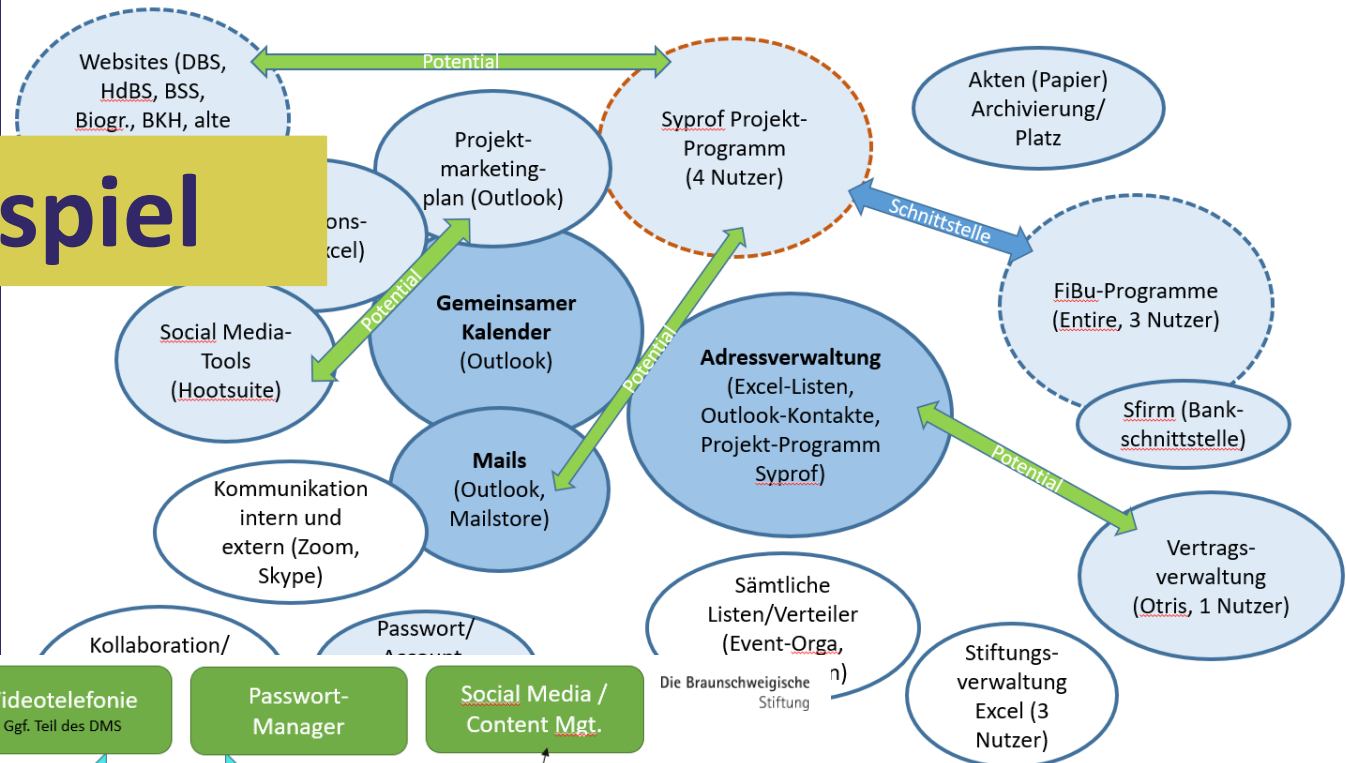 Websites (DBS,
HdBS, BSS,
Biogr., BKH, alte
Potential
Syprof Projekt-
Programm
(4 Nutzer)
Akten (Papier)
Archivierung/
Platz
Projekt-
marketing-
plan (Outlook)
spiel
ons-
xcel)
Schnittstelle
FiBu-Programme
(Entire, 3 Nutzer)
Sfirm (Bank-
schnittstelle)
Potential
Gemeinsamer
Kalender
(Outlook)
Social Media-
Tools
(Hootsuite)
Potential
Adressverwaltung
(Excel-Listen,
Outlook-Kontakte,
Projekt-Programm
Syprof)
Potential
Mails
(Outlook,
Mailstore)
Kommunikation
intern und
extern (Zoom,
Skype)
Vertrags-
verwaltung
(Otris, 1 Nutzer)
Sämtliche
Listen/Verteiler
(Event-Orga,
n)
Stiftungs-
verwaltung
Excel (3
Nutzer)
Kollaboration/
Passwort/
Account
ideotelefonie
Ggf. Teil des DMS
Passwort-
Manager
Social Media /
Content Mgt.
Die Braunschweigische
Stiftung